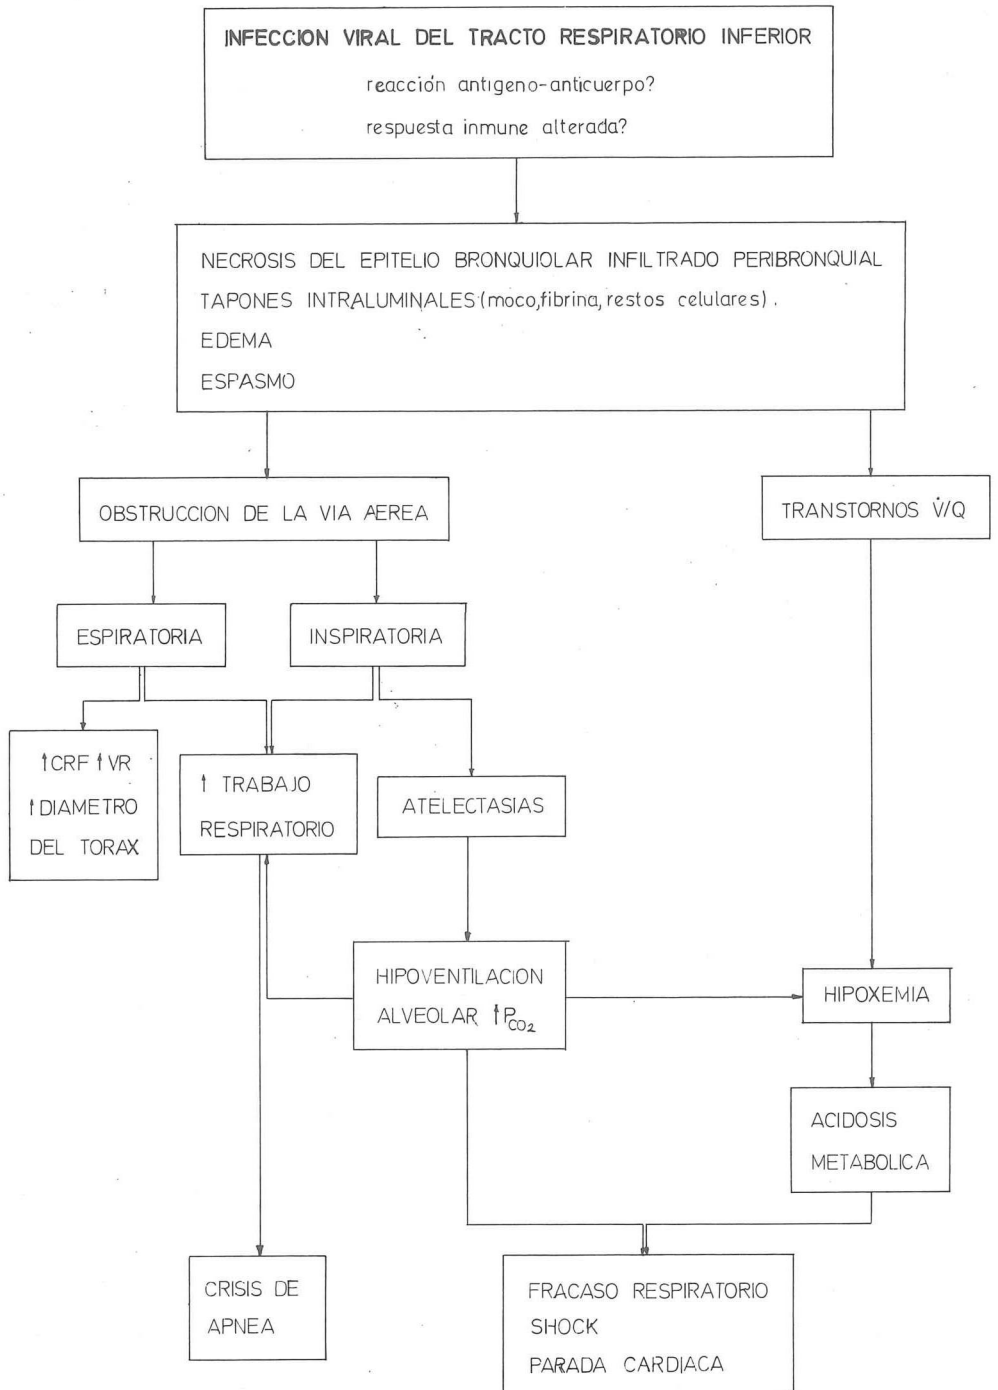 INFECCION VIRAL DEL TRACTO RESPIRATORIO INFERIOR
reacción antigeno-anticuerpo?
respuesta inmune alterada?
NECROSIS DEL EPITELIO BRONQUIOLAR INFILTRADO PERIBRONQUIAL
TAPONES INTRALUMINALES (moco, fibrina, restos celulares).
EDEMA
ESPASMO
OBSTRUCCION DE LA VIA AEREA
TRANSTORNOS V̇/Q
ESPIRATORIA
INSPIRATORIA
↑CRF ↑VR
↑DIAMETRO
DEL TORAX
↑ TRABAJO
RESPIRATORIO
ATELECTASIAS
HIPOVENTILACION
ALVEOLAR ↑PCO₂
HIPOXEMIA
ACIDOSIS
METABOLICA
CRISIS DE
APNEA
FRACASO RESPIRATORIO
SHOCK
PARADA CARDIACA